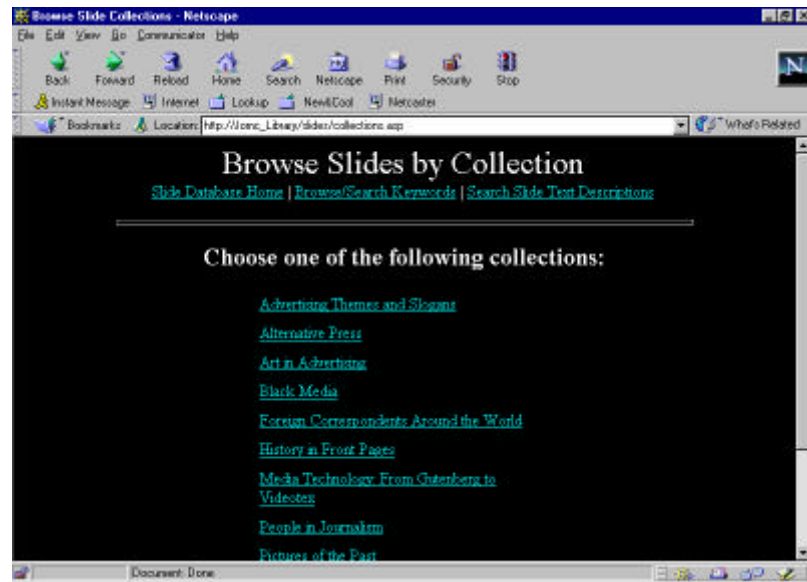 Browse Slide Collections - Netscape
File Edit View Go Communicator Help
Back Forward Reload Home Search Netscape Print Security Stop
N
Instant Message Internet Lookup New&Cool Netcaster
Bookmarks Location: http://Jomc_Library/slides/collections.asp What's Related
Browse Slides by Collection
Slide Database Home | Browse/Search Keywords | Search Slide Text Descriptions
Choose one of the following collections:
Advertising Themes and Slogans
Alternative Press
Art in Advertising
Black Media
Foreign Correspondents Around the World
History in Front Pages
Media Technology: From Gutenberg to
Videotex
People in Journalism
Pictures of the Past
Document: Done